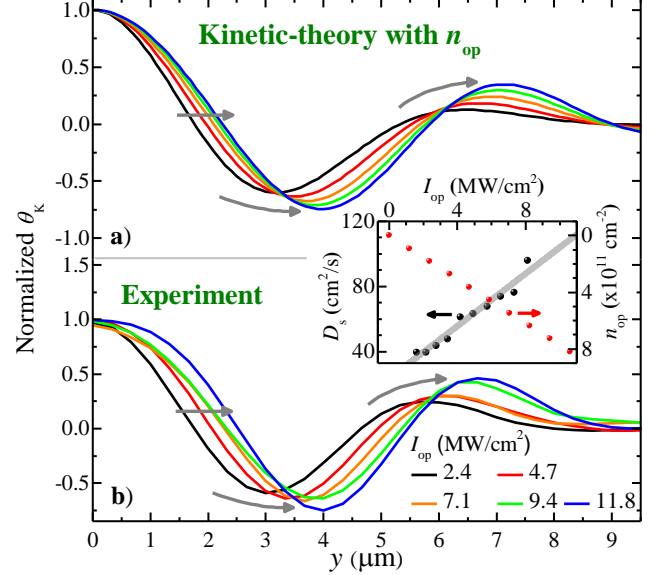 1.0
Kinetic-theory with n_op
0.5
0.0
-0.5
-1.0
a)
Normalized θ_K
I_op (MW/cm²)
0 4 8
120
80
40
D_s (cm²/s)
0
4
8
n_op (x10¹¹ cm⁻²)
1.5
Experiment
1.0
0.5
0.0
-0.5
b)
I_op (MW/cm²)
2.4 4.7
7.1 9.4 11.8
0 1 2 3 4 5 6 7 8 9
y (μm)